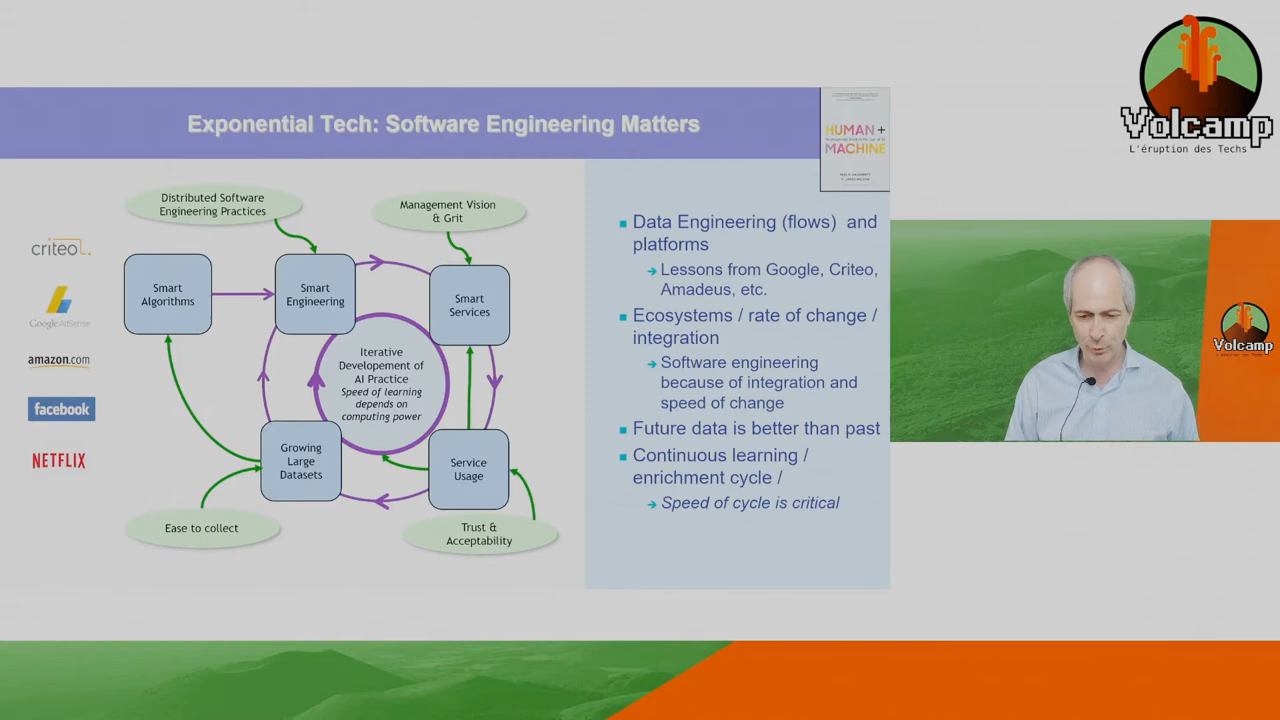 Volcamp
L'éruption des Techs
Exponential Tech: Software Engineering Matters
HUMAN +
MACHINE
Distributed Software
Engineering Practices
Management Vision
& Grit
criteo.
Google AdSense
amazon.com
facebook
NETFLIX
Smart
Algorithms
Smart
Engineering
Smart
Services
Iterative
Developement of
AI Practice
Speed of learning
depends on
computing power
Growing
Large
Datasets
Service
Usage
Ease to collect
Trust &
Acceptability
Data Engineering (flows) and
platforms
Lessons from Google, Criteo,
Amadeus, etc.
Ecosystems / rate of change /
integration
Software engineering
because of integration and
speed of change
Future data is better than past
Continuous learning /
enrichment cycle /
Speed of cycle is critical
Volcamp